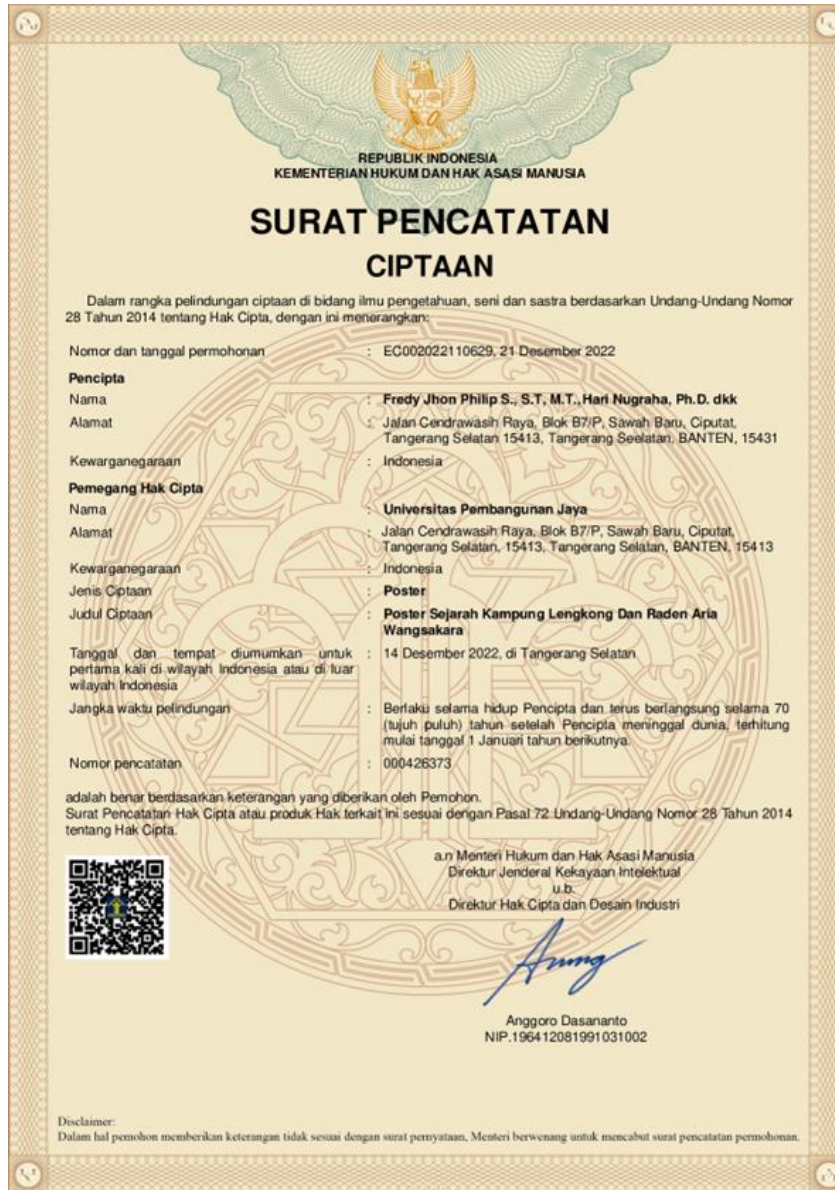 REPUBLIK INDONESIA
KEMENTERIAN HUKUM DAN HAK ASASI MANUSIA
SURAT PENCATATAN
CIPTAAN
Dalam rangka pelindungan ciptaan di bidang ilmu pengetahuan, seni dan sastra berdasarkan Undang-Undang Nomor
28 Tahun 2014 tentang Hak Cipta, dengan ini menerangkan:
Nomor dan tanggal permohonan : EC002022110629, 21 Desember 2022
Pencipta
Nama : Fredy Jhon Philip S., S.T, M.T., Hari Nugraha, Ph.D. dkk
Alamat : Jalan Cendrawasih Raya, Blok B7/P, Sawah Baru, Ciputat,
Tangerang Selatan 15413, Tangerang Seelatan, BANTEN, 15431
Kewarganegaraan : Indonesia
Pemegang Hak Cipta
Nama : Universitas Pembangunan Jaya
Alamat : Jalan Cendrawasih Raya, Blok B7/P, Sawah Baru, Ciputat,
Tangerang Selatan, 15413, Tangerang Selatan, BANTEN, 15413
Kewarganegaraan : Indonesia
Jenis Ciptaan : Poster
Judul Ciptaan : Poster Sejarah Kampung Lengkong Dan Raden Aria
Wangsakara
Tanggal dan tempat diumumkan untuk : 14 Desember 2022, di Tangerang Selatan
pertama kali di wilayah Indonesia atau di luar
wilayah Indonesia
Jangka waktu pelindungan : Berlaku selama hidup Pencipta dan terus berlangsung selama 70
(tujuh puluh) tahun setelah Pencipta meninggal dunia, terhitung
mulai tanggal 1 Januari tahun berikutnya.
Nomor pencatatan : 000426373
adalah benar berdasarkan keterangan yang diberikan oleh Pemohon.
Surat Pencatatan Hak Cipta atau produk Hak terkait ini sesuai dengan Pasal 72 Undang-Undang Nomor 28 Tahun 2014
tentang Hak Cipta.
a.n Menteri Hukum dan Hak Asasi Manusia
Direktur Jenderal Kekayaan Intelektual
u.b.
Direktur Hak Cipta dan Desain Industri
Anggoro Dasananto
NIP.196412081991031002
Disclaimer:
Dalam hal pemohon memberikan keterangan tidak sesuai dengan surat pernyataan, Menteri berwenang untuk mencabut surat pencatatan permohonan.